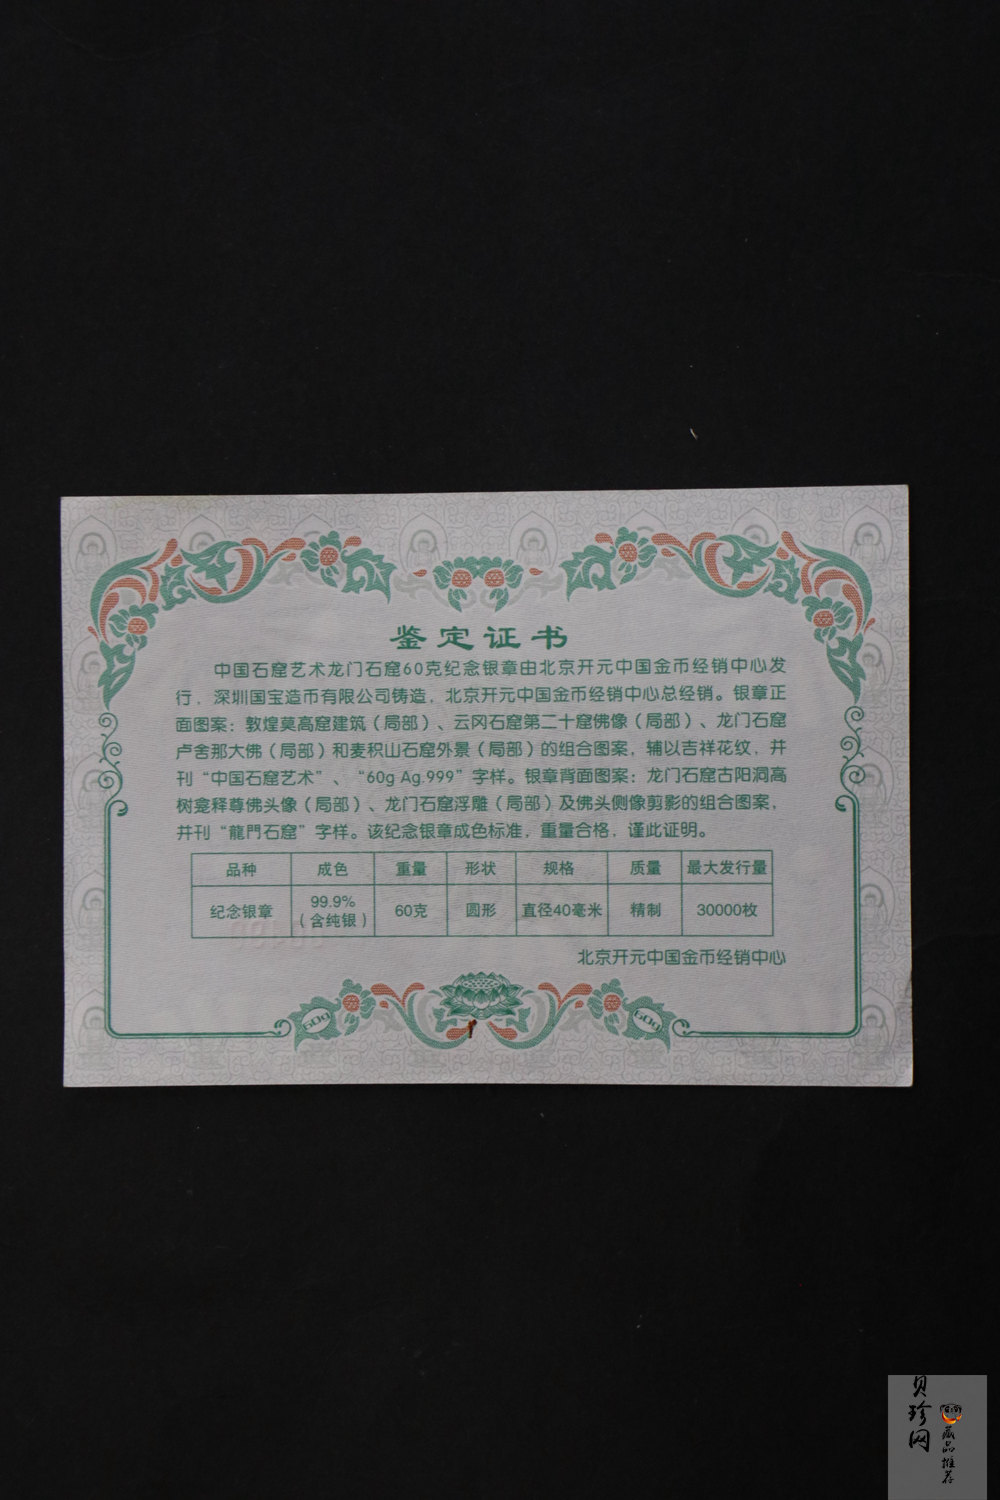 鉴定证书
中国石窟艺术龙门石窟60克纪念银章由北京开元中国金币经销中心发
行，深圳国宝造币有限公司铸造，北京开元中国金币经销中心总经销。银章正
面图案：敦煌莫高窟建筑（局部）、云冈石窟第二十窟佛像（局部）、龙门石窟
卢舍那大佛（局部）和麦积山石窟外景（局部）的组合图案，辅以吉祥花纹，并
刊“中国石窟艺术”、“60g Ag.999”字样。银章背面图案：龙门石窟古阳洞高
树龛释尊佛头像（局部）、龙门石窟浮雕（局部）及佛头侧像剪影的组合图案，
并刊“龍門石窟”字样。该纪念银章成色标准，重量合格，谨此证明。
品种 成色 重量 形状 规格 质量 最大发行量
纪念银章 99.9%（含纯银） 60克 圆形 直径40毫米 精制 30000枚
北京开元中国金币经销中心
60g 60g
贝珍网
藏品推荐